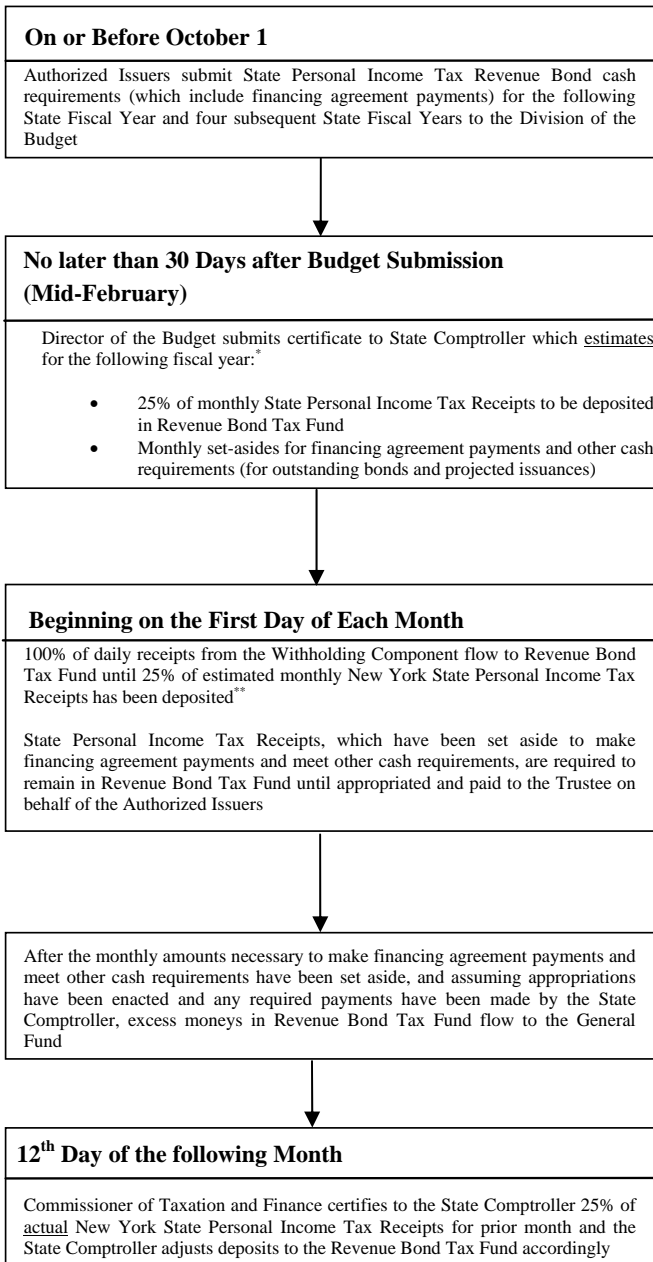 On or Before October 1
Authorized Issuers submit State Personal Income Tax Revenue Bond cash
requirements (which include financing agreement payments) for the following
State Fiscal Year and four subsequent State Fiscal Years to the Division of the
Budget
No later than 30 Days after Budget Submission
(Mid-February)
Director of the Budget submits certificate to State Comptroller which estimates
for the following fiscal year:*
• 25% of monthly State Personal Income Tax Receipts to be deposited
in Revenue Bond Tax Fund
• Monthly set-asides for financing agreement payments and other cash
requirements (for outstanding bonds and projected issuances)
Beginning on the First Day of Each Month
100% of daily receipts from the Withholding Component flow to Revenue Bond
Tax Fund until 25% of estimated monthly New York State Personal Income Tax
Receipts has been deposited**
State Personal Income Tax Receipts, which have been set aside to make
financing agreement payments and meet other cash requirements, are required to
remain in Revenue Bond Tax Fund until appropriated and paid to the Trustee on
behalf of the Authorized Issuers
After the monthly amounts necessary to make financing agreement payments and
meet other cash requirements have been set aside, and assuming appropriations
have been enacted and any required payments have been made by the State
Comptroller, excess moneys in Revenue Bond Tax Fund flow to the General
Fund
12th Day of the following Month
Commissioner of Taxation and Finance certifies to the State Comptroller 25% of
actual New York State Personal Income Tax Receipts for prior month and the
State Comptroller adjusts deposits to the Revenue Bond Tax Fund accordingly